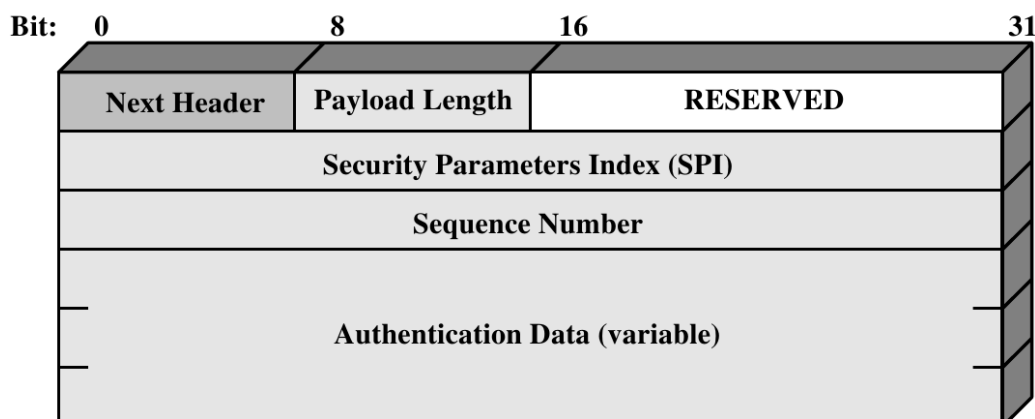 Bit: 0 8 16 31
Next Header Payload Length RESERVED
Security Parameters Index (SPI)
Sequence Number
Authentication Data (variable)